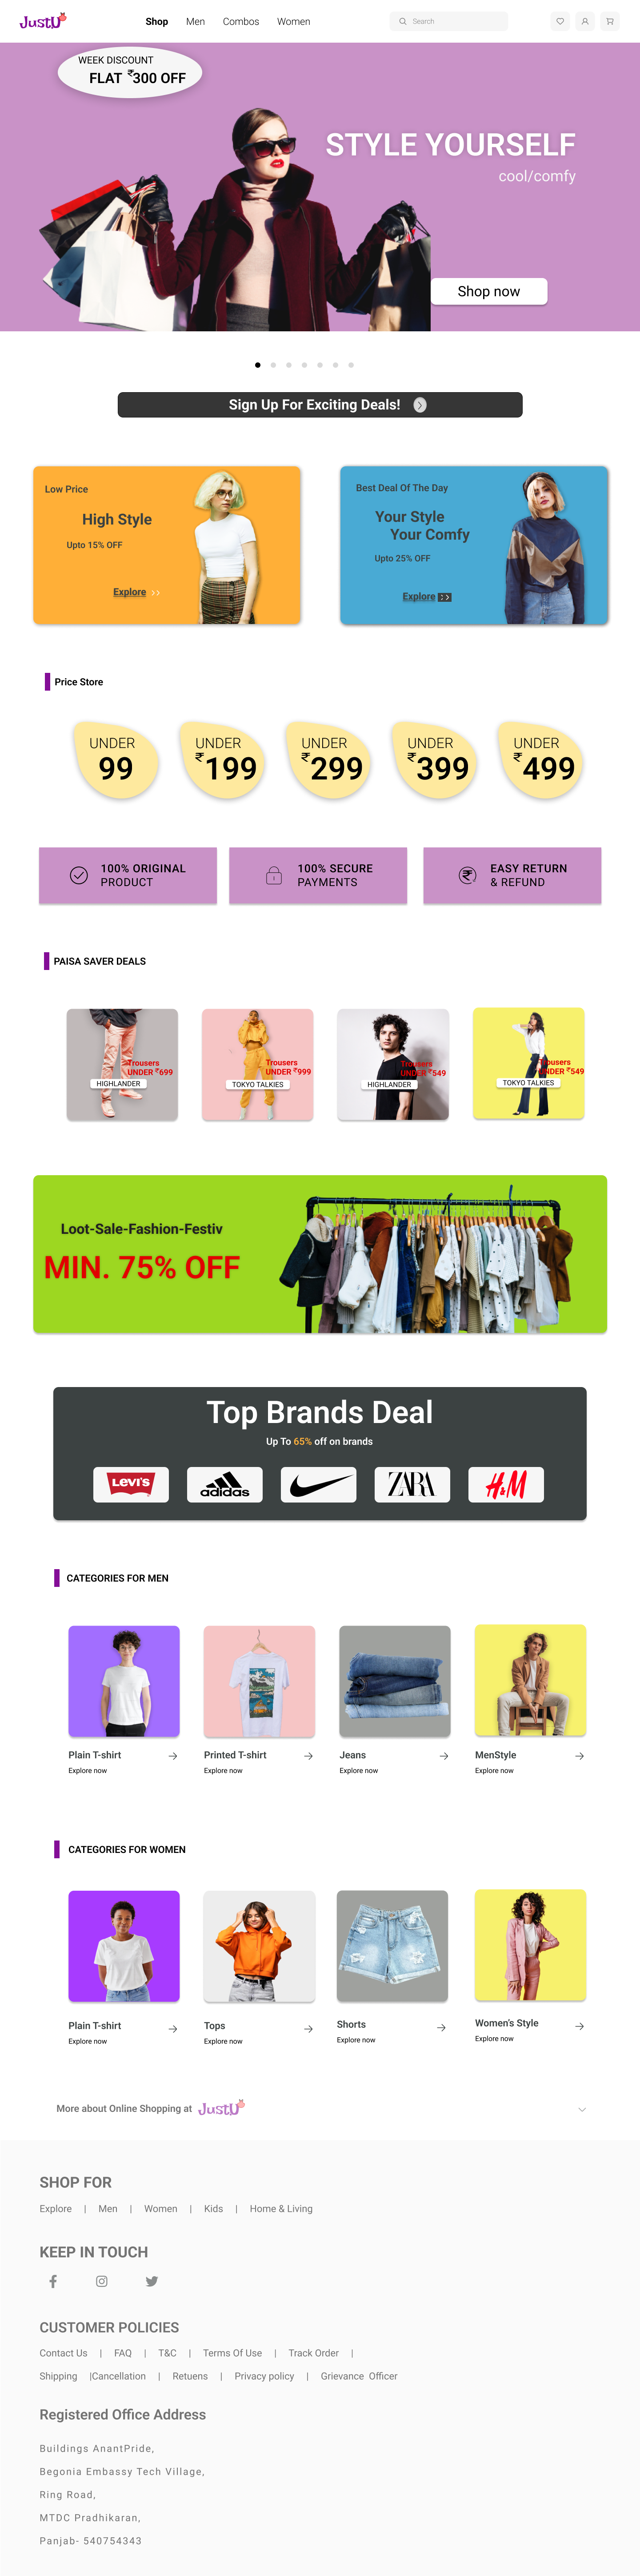 JustU
Shop Men Combos Women
Search
WEEK DISCOUNT
FLAT ₹300 OFF
STYLE YOURSELF
cool/comfy
Shop now
Sign Up For Exciting Deals!
Low Price
High Style
Upto 15% OFF
Explore
Best Deal Of The Day
Your Style
Your Comfy
Upto 25% OFF
Explore
Price Store
UNDER
99
UNDER
₹199
UNDER
₹299
UNDER
₹399
UNDER
₹499
100% ORIGINAL
PRODUCT
100% SECURE
PAYMENTS
EASY RETURN
& REFUND
PAISA SAVER DEALS
Trousers
UNDER ₹699
HIGHLANDER
Trousers
UNDER ₹999
TOKYO TALKIES
Trousers
UNDER ₹549
HIGHLANDER
Trousers
UNDER ₹549
TOKYO TALKIES
Loot-Sale-Fashion-Festiv
MIN. 75% OFF
Top Brands Deal
Up To 65% off on brands
LEVI'S
adidas
ZARA
H&M
CATEGORIES FOR MEN
Plain T-shirt
Explore now
Printed T-shirt
Explore now
Jeans
Explore now
MenStyle
Explore now
CATEGORIES FOR WOMEN
Plain T-shirt
Explore now
Tops
Explore now
Shorts
Explore now
Women's Style
Explore now
More about Online Shopping at JustU
SHOP FOR
Explore | Men | Women | Kids | Home & Living
KEEP IN TOUCH
CUSTOMER POLICIES
Contact Us | FAQ | T&C | Terms Of Use | Track Order |
Shipping |Cancellation | Retuens | Privacy policy | Grievance Officer
Registered Office Address
Buildings AnantPride,
Begonia Embassy Tech Village,
Ring Road,
MTDC Pradhikaran,
Panjab- 540754343